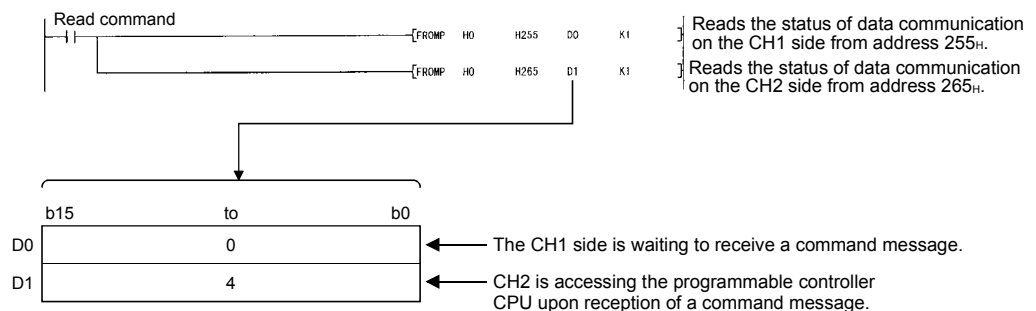 Read command
FROMP H0 H255 D0 K1
Reads the status of data communication
on the CH1 side from address 255H.
FROMP H0 H265 D1 K1
Reads the status of data communication
on the CH2 side from address 265H.
b15 to b0
D0 0 The CH1 side is waiting to receive a command message.
D1 4 CH2 is accessing the programmable controller
CPU upon reception of a command message.